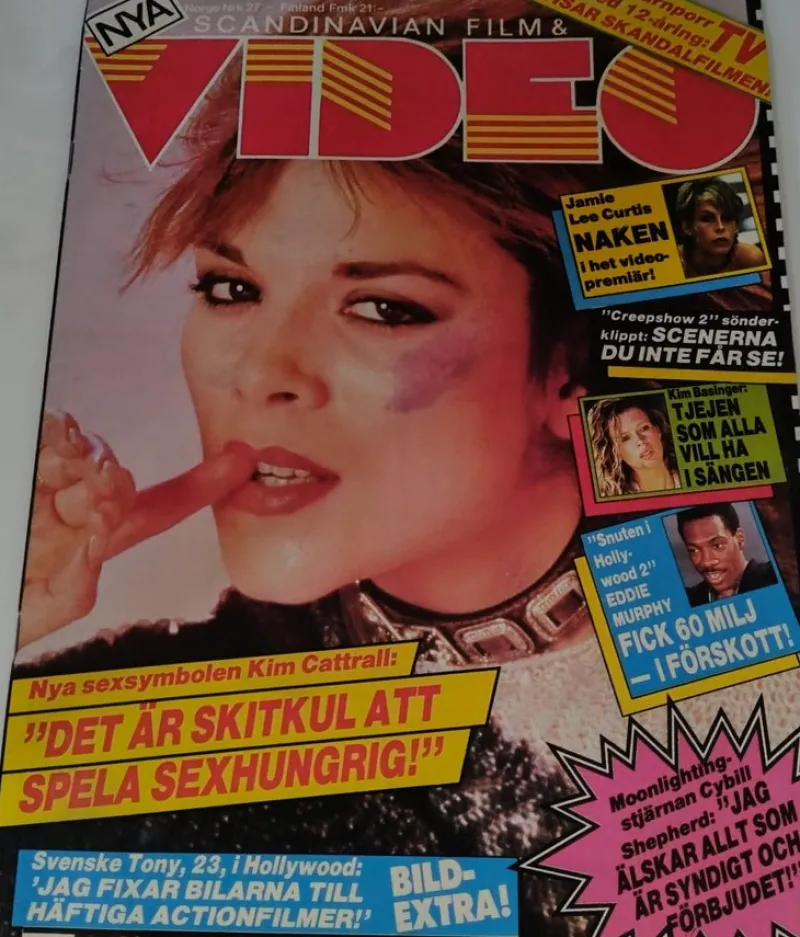 NYA
Norge Nrk 27 - Finland Fmk 21:-
SCANDINAVIAN FILM &
VIDEO
12-åring: TV
SKANDALFILMEN!
Jamie
Lee Curtis
NAKEN
i het video-
premiär!
"Creepshow 2" sönder-
klippt: SCENERNA
DU INTE FÅR SE!
Kim Basinger:
TJEJEN
SOM ALLA
VILL HA
I SÄNGEN
"Snuten i
Holly-
wood 2"
EDDIE
MURPHY
FICK 60 MILJ
– I FÖRSKOTT!
Nya sexsymbolen Kim Cattrall:
"DET ÄR SKITKUL ATT
SPELA SEXHUNGRIG!"
Moonlighting-
stjärnan Cybill
Shepherd: "JAG
ÄLSKAR ALLT SOM
ÄR SYNDIGT OCH
FÖRBJUDET!"
Svenske Tony, 23, i Hollywood:
'JAG FIXAR BILARNA TILL
HÄFTIGA ACTIONFILMER!'
BILD-
EXTRA!